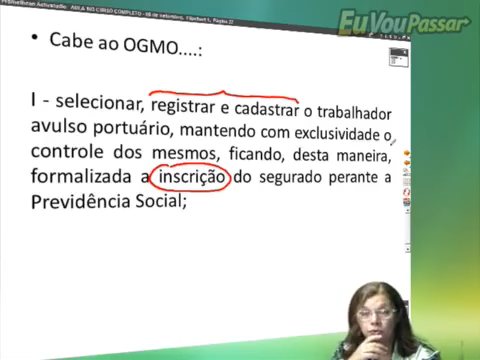 EuVouPassar
• Cabe ao OGMO....:
I - selecionar, registrar e cadastrar o trabalhador
avulso portuário, mantendo com exclusividade o
controle dos mesmos, ficando, desta maneira,
formalizada a inscrição do segurado perante a
Previdência Social;